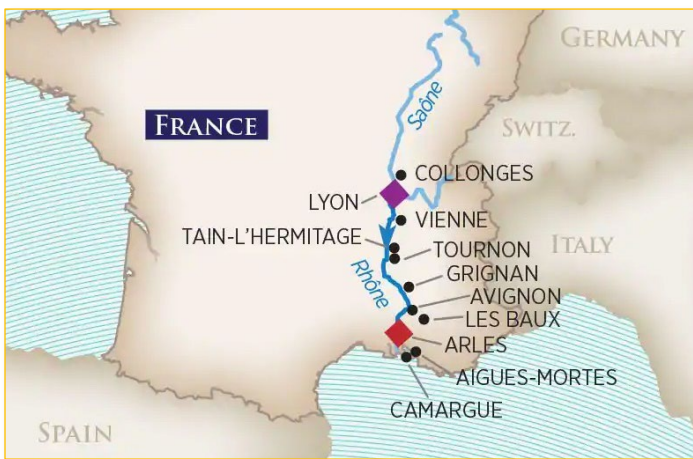 GERMANY
Saône
FRANCE
SWITZ.
COLLONGES
LYON
VIENNE
TAIN-L'HERMITAGE
TOURNON
ITALY
Rhône
GRIGNAN
AVIGNON
LES BAUX
ARLES
AIGUES-MORTES
CAMARGUE
SPAIN